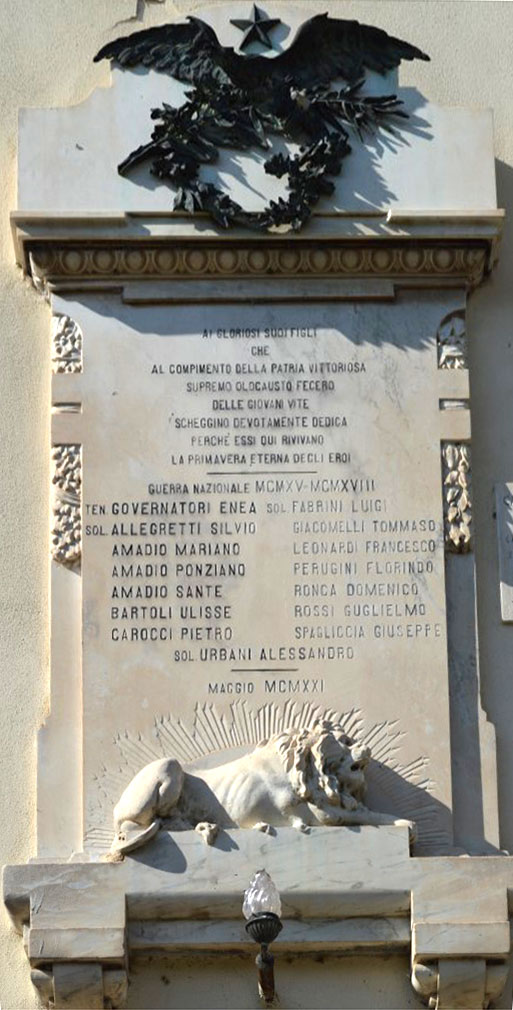 AI GLORIOSI SUOI FIGLI
CHE
AL COMPIMENTO DELLA PATRIA VITTORIOSA
SUPREMO OLOCAUSTO FECERO
DELLE GIOVANI VITE
SCHEGGINO DEVOTAMENTE DEDICA
PERCHÉ ESSI QUI RIVIVANO
LA PRIMAVERA ETERNA DEGLI EROI
GUERRA NAZIONALE MCMXV-MCMXVIII
TEN. GOVERNATORI ENEA SOL. FABRINI LUIGI
SOL. ALLEGRETTI SILVIO GIACOMELLI TOMMASO
AMADIO MARIANO LEONARDI FRANCESCO
AMADIO PONZIANO PERUGINI FLORINDO
AMADIO SANTE RONCA DOMENICO
BARTOLI ULISSE ROSSI GUGLIELMO
CAROCCI PIETRO SPAGLICCIA GIUSEPPE
SOL. URBANI ALESSANDRO
MAGGIO MCMXXI